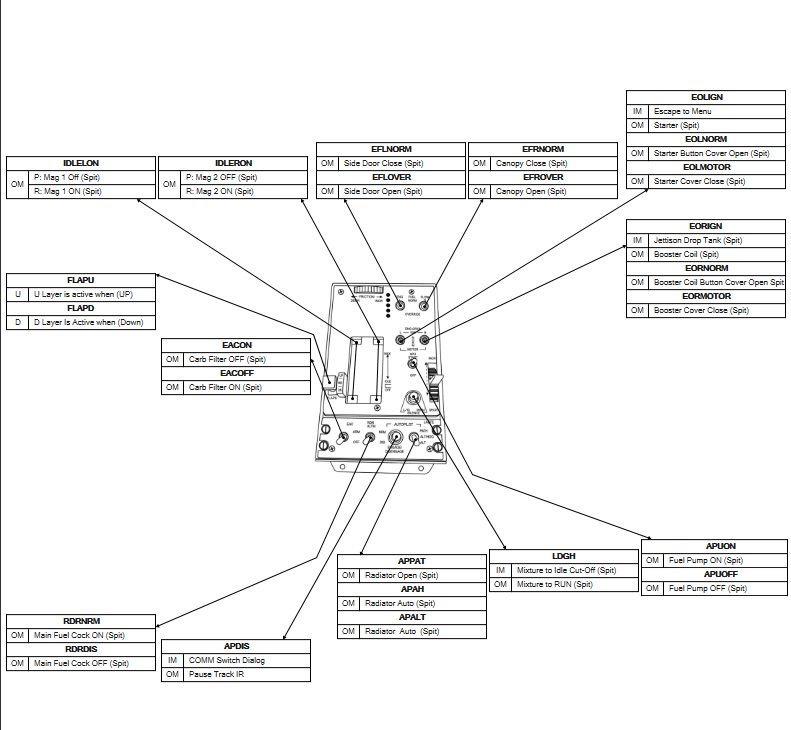 EOLIGN
IM Escape to Menu
OM Starter (Spit)
EOLNORM
OM Starter Button Cover Open (Spit)
EOLMOTOR
OM Starter Cover Close (Spit)
EFLNORM
OM Side Door Close (Spit)
EFLOVER
OM Side Door Open (Spit)
EFRNORM
OM Canopy Close (Spit)
EFROVER
OM Canopy Open (Spit)
IDLELON
OM P: Mag 1 Off (Spit)
R: Mag 1 ON (Spit)
IDLERON
OM P: Mag 2 OFF (Spit)
R: Mag 2 ON (Spit)
EORIGN
IM Jettison Drop Tank (Spit)
OM Booster Coil (Spit)
EORNORM
OM Booster Coil Button Cover Open Spit
EORMOTOR
OM Booster Cover Close (Spit)
FLAPU
U U Layer is active when (UP)
FLAPD
D D Layer Is Active when (Down)
EACON
OM Carb Filter OFF (Spit)
EACOFF
OM Carb Filter ON (Spit)
FRICTION
OVERRIDE
MOTOR
OFF
AUTOPILOT
EAC
ARM
OFF
ALT
APUON
OM Fuel Pump ON (Spit)
APUOFF
OM Fuel Pump OFF (Spit)
LDGH
IM Mixture to Idle Cut-Off (Spit)
OM Mixture to RUN (Spit)
APPAT
OM Radiator Open (Spit)
APAH
OM Radiator Auto (Spit)
APALT
OM Radiator Auto (Spit)
RDRNRM
OM Main Fuel Cock ON (Spit)
RDRDIS
OM Main Fuel Cock OFF (Spit)
APDIS
IM COMM Switch Dialog
OM Pause Track IR